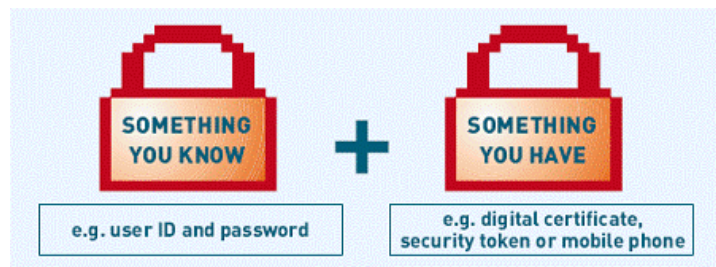 SOMETHING
YOU KNOW
+
SOMETHING
YOU HAVE
e.g. user ID and password
e.g. digital certificate,
security token or mobile phone